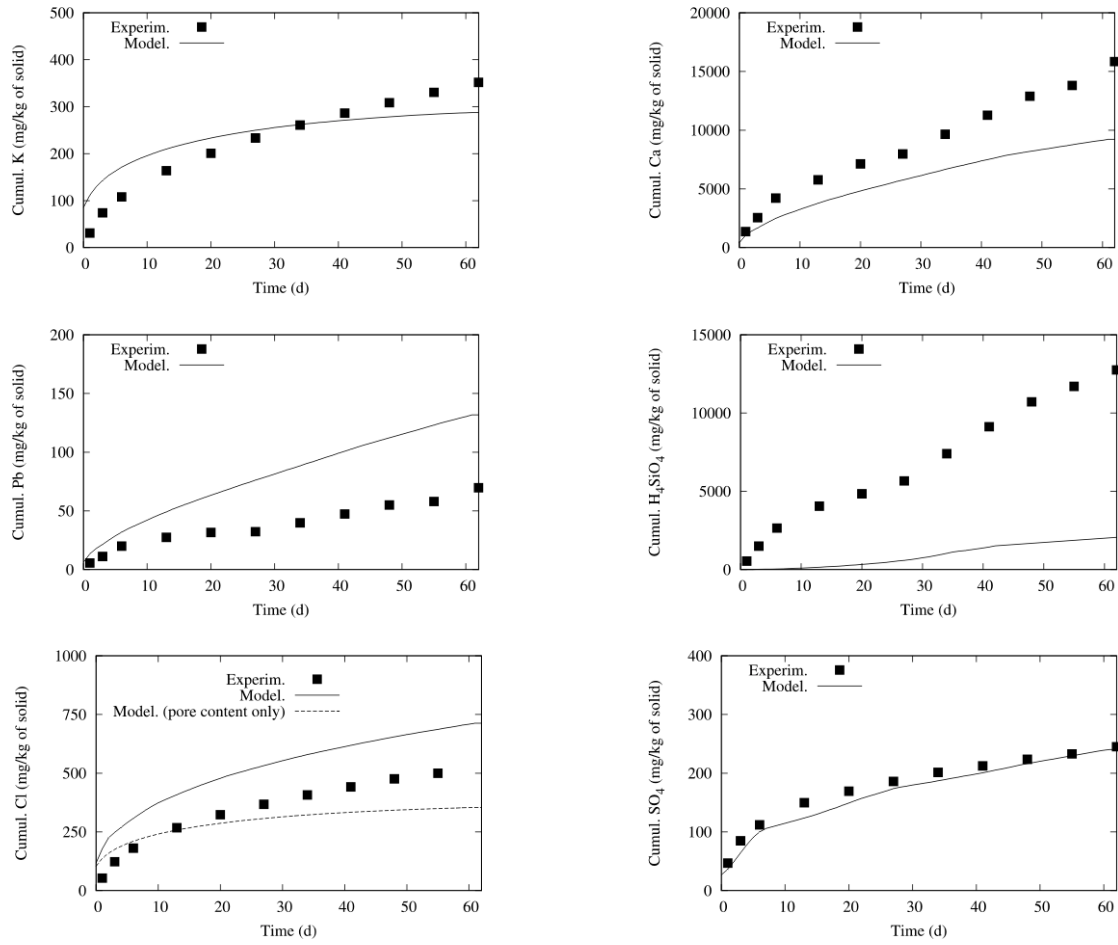 Cumul. K (mg/kg of solid)
500
400
300
200
100
0
Experim.
Model.
0 10 20 30 40 50 60
Time (d)
Cumul. Ca (mg/kg of solid)
20000
15000
10000
5000
0
Experim.
Model.
0 10 20 30 40 50 60
Time (d)
Cumul. Pb (mg/kg of solid)
200
150
100
50
0
Experim.
Model.
0 10 20 30 40 50 60
Time (d)
Cumul. H₄SiO₄ (mg/kg of solid)
15000
10000
5000
0
Experim.
Model.
0 10 20 30 40 50 60
Time (d)
Cumul. Cl (mg/kg of solid)
1000
750
500
250
0
Experim.
Model.
Model. (pore content only)
0 10 20 30 40 50 60
Time (d)
Cumul. SO₄ (mg/kg of solid)
400
300
200
100
0
Experim.
Model.
0 10 20 30 40 50 60
Time (d)